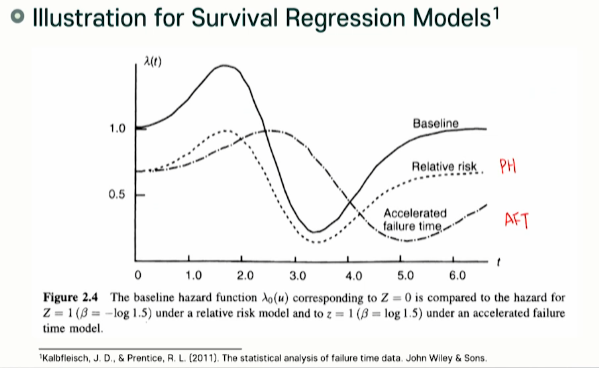 Illustration for Survival Regression Models¹
λ(t)
1.0
Baseline
Relative risk PH
0.5
Accelerated
failure time AFT
t
0 1.0 2.0 3.0 4.0 5.0 6.0
Figure 2.4 The baseline hazard function λ₀(u) corresponding to Z = 0 is compared to the hazard for
Z = 1 (β = −log 1.5) under a relative risk model and to z = 1 (β = log 1.5) under an accelerated failure
time model.
¹Kalbfleisch, J. D., & Prentice, R. L. (2011). The statistical analysis of failure time data. John Wiley & Sons.